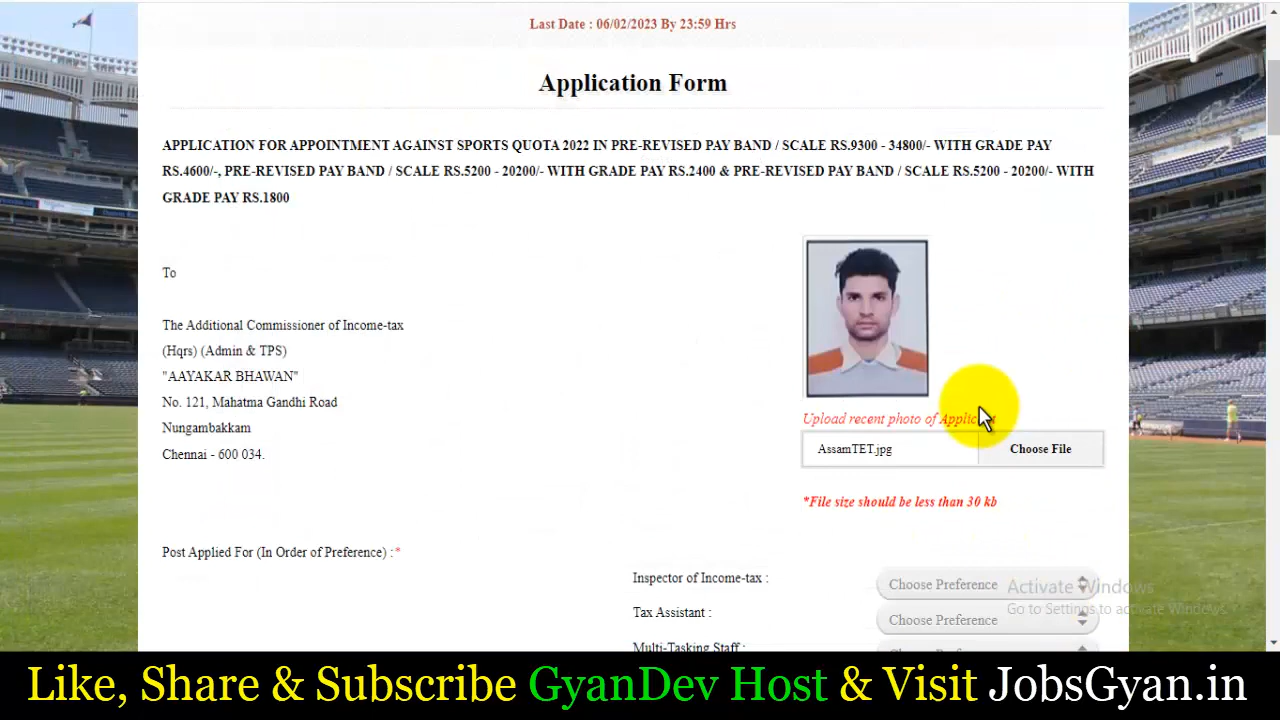 Last Date : 06/02/2023 By 23:59 Hrs
Application Form
APPLICATION FOR APPOINTMENT AGAINST SPORTS QUOTA 2022 IN PRE-REVISED PAY BAND / SCALE RS.9300 - 34800/- WITH GRADE PAY
RS.4600/-, PRE-REVISED PAY BAND / SCALE RS.5200 - 20200/- WITH GRADE PAY RS.2400 & PRE-REVISED PAY BAND / SCALE RS.5200 - 20200/- WITH
GRADE PAY RS.1800
To
The Additional Commissioner of Income-tax
(Hqrs) (Admin & TPS)
"AAYAKAR BHAWAN"
No. 121, Mahatma Gandhi Road
Nungambakkam
Chennai - 600 034.
Upload recent photo of Applicant
AssamTET.jpg Choose File
*File size should be less than 30 kb
Post Applied For (In Order of Preference) :*
Inspector of Income-tax : Choose Preference
Tax Assistant : Choose Preference
Multi-Tasking Staff :
Activate Windows
Go to Settings to activate Windows.
Like, Share & Subscribe GyanDev Host & Visit JobsGyan.in